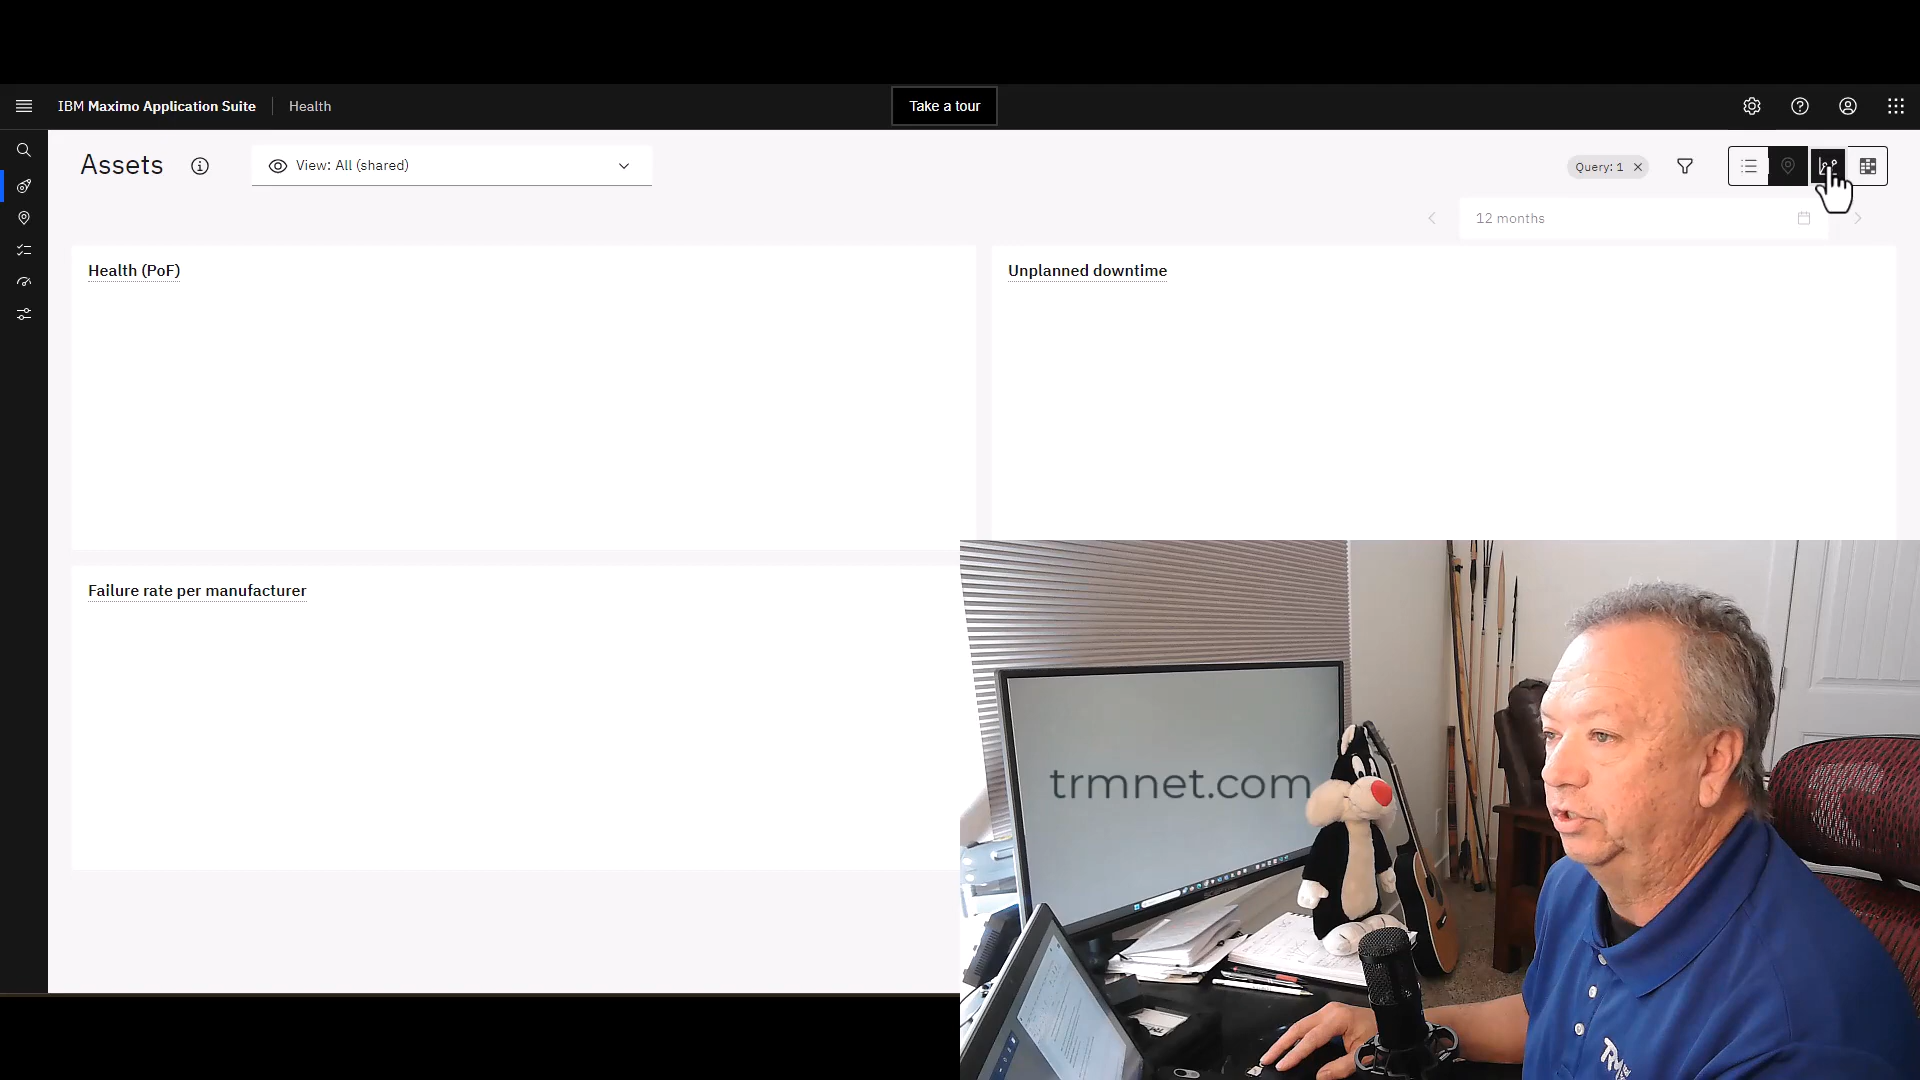 IBM Maximo Application Suite
Health
Take a tour
Assets
View: All (shared)
Query: 1
12 months
Health (PoF)
Unplanned downtime
Failure rate per manufacturer
trmnet.com